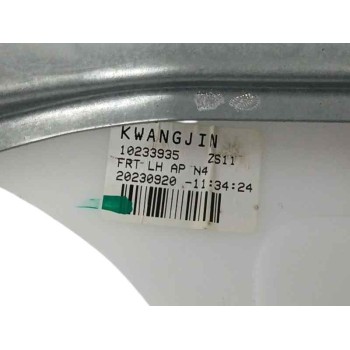 KWANGJIN
10233935 ZS11
FRT LH AP N4
20230920 -11:34:24